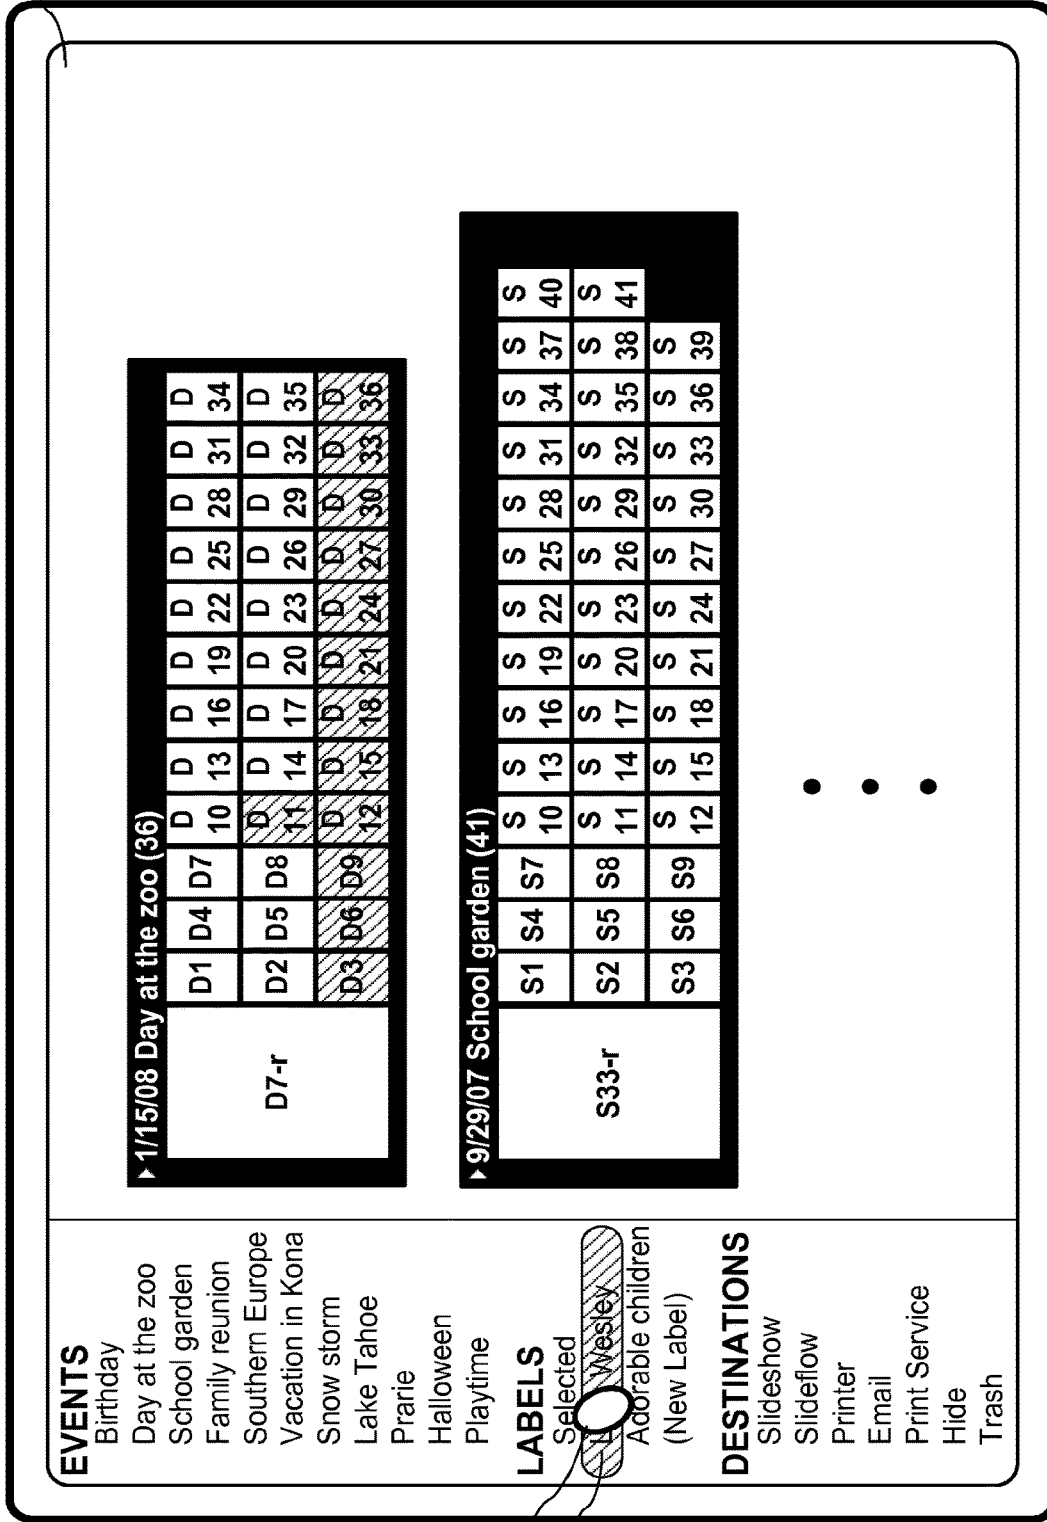 EVENTS
Birthday
Day at the zoo
School garden
Family reunion
Southern Europe
Vacation in Kona
Snow storm
Lake Tahoe
Prarie
Halloween
Playtime
LABELS
Selected
Wesley
Adorable children
(New Label)
DESTINATIONS
Slideshow
Slideflow
Printer
Email
Print Service
Hide
Trash
1/15/08 Day at the zoo (36)
D7-r
D1 D4 D7 D 10 D 13 D 16 D 19 D 22 D 25 D 28 D 31 D 34
D2 D5 D8 D 11 D 14 D 17 D 20 D 23 D 26 D 29 D 32 D 35
D3 D6 D9 D 12 D 15 D 18 D 21 D 24 D 27 D 30 D 33 D 36
9/29/07 School garden (41)
S33-r
S1 S4 S7 S 10 S 13 S 16 S 19 S 22 S 25 S 28 S 31 S 34 S 37 S 40
S2 S5 S8 S 11 S 14 S 17 S 20 S 23 S 26 S 29 S 32 S 35 S 38 S 41
S3 S6 S9 S 12 S 15 S 18 S 21 S 24 S 27 S 30 S 33 S 36 S 39